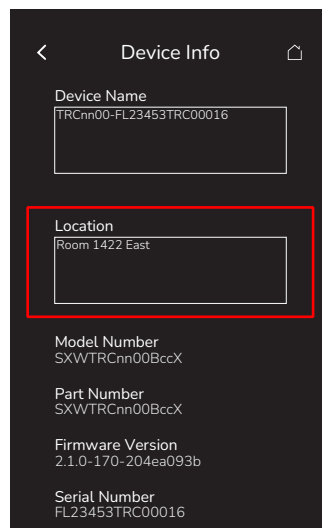 Device Info
Device Name
TRCnn00-FL23453TRC00016
Location
Room 1422 East
Model Number
SXWTRCnn00BccX
Part Number
SXWTRCnn00BccX
Firmware Version
2.1.0-170-204ea093b
Serial Number
FL23453TRC00016